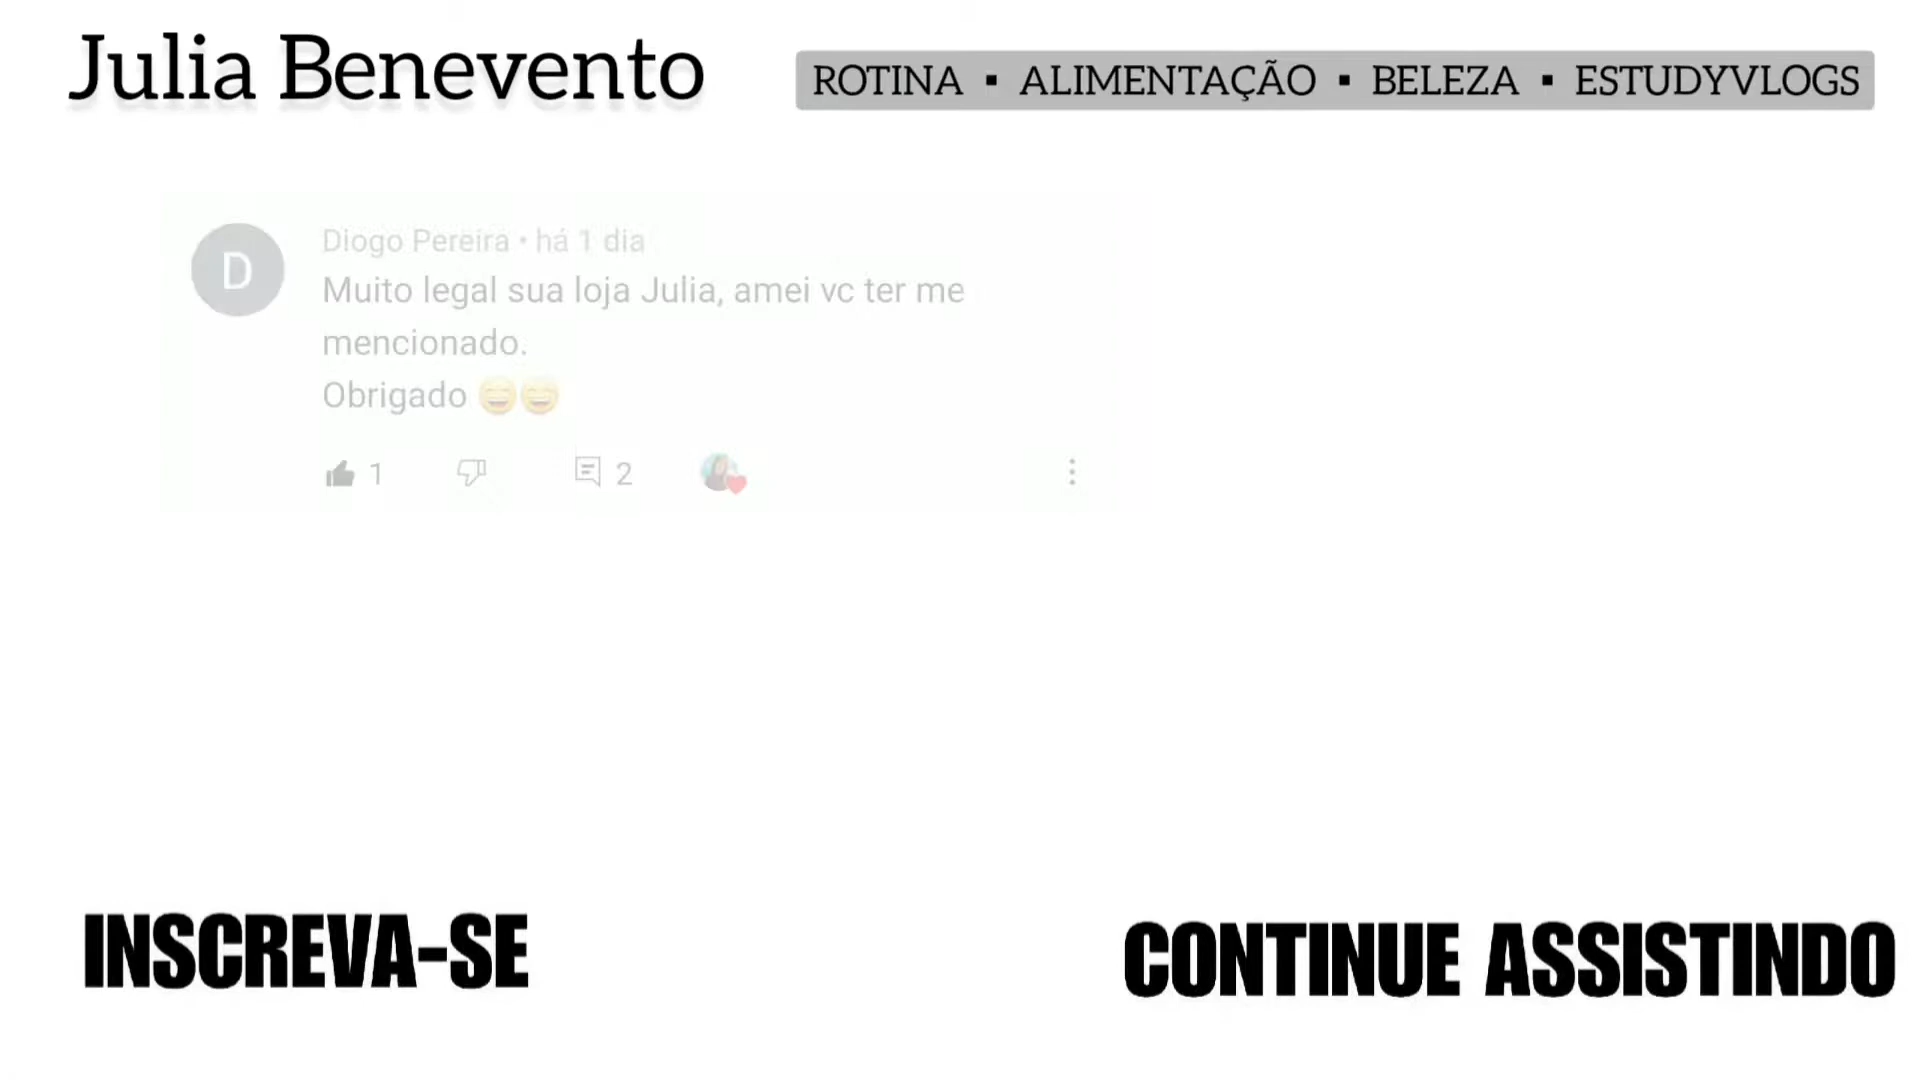 Julia Benevento
ROTINA ▪ ALIMENTAÇÃO ▪ BELEZA ▪ ESTUDYVLOGS
D
Diogo Pereira • há 1 dia
Muito legal sua loja Julia, amei vc ter me
mencionado.
Obrigado 😄😄
1 2
INSCREVA-SE
CONTINUE ASSISTINDO